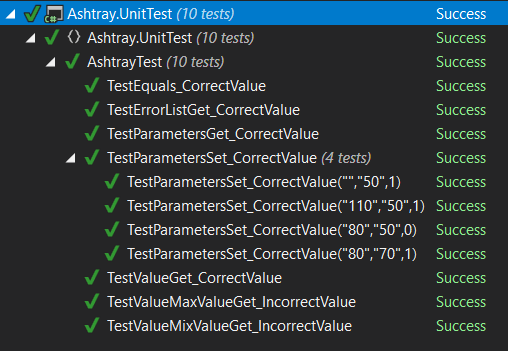 C# Ashtray.UnitTest (10 tests) Success
{} Ashtray.UnitTest (10 tests) Success
AshtrayTest (10 tests) Success
TestEquals_CorrectValue Success
TestErrorListGet_CorrectValue Success
TestParametersGet_CorrectValue Success
TestParametersSet_CorrectValue (4 tests) Success
TestParametersSet_CorrectValue("","50",1) Success
TestParametersSet_CorrectValue("110","50",1) Success
TestParametersSet_CorrectValue("80","50",0) Success
TestParametersSet_CorrectValue("80","70",1) Success
TestValueGet_CorrectValue Success
TestValueMaxValueGet_IncorrectValue Success
TestValueMixValueGet_IncorrectValue Success